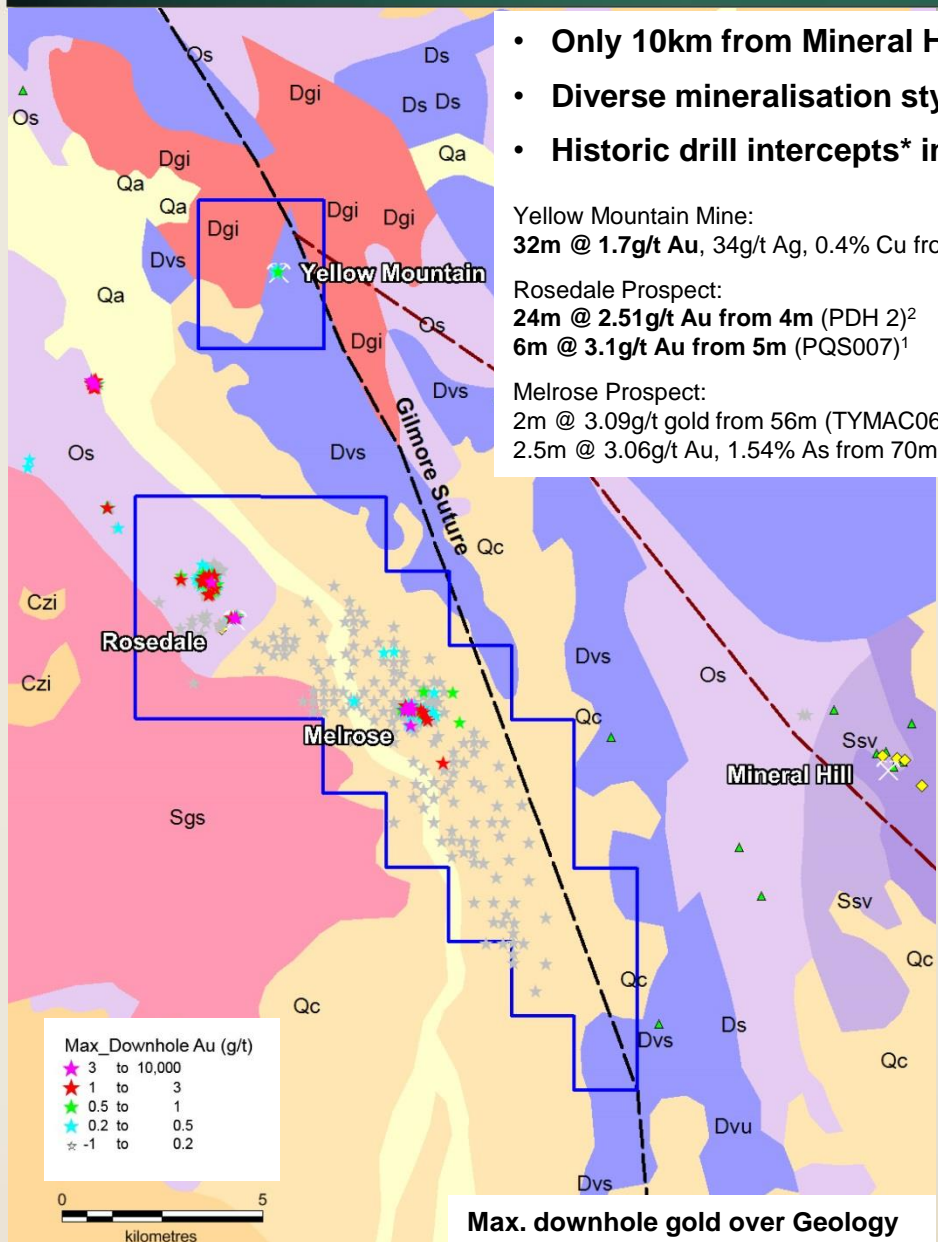 • Only 10km from Mineral H
• Diverse mineralisation sty
• Historic drill intercepts* in
Yellow Mountain Mine:
32m @ 1.7g/t Au, 34g/t Ag, 0.4% Cu fro
Rosedale Prospect:
24m @ 2.51g/t Au from 4m (PDH 2)²
6m @ 3.1g/t Au from 5m (PQS007)¹
Melrose Prospect:
2m @ 3.09g/t gold from 56m (TYMAC06
2.5m @ 3.06g/t Au, 1.54% As from 70m
Os
Ds
Dgi
Ds Ds
Os
Dgi
Qa
Qa
Qa
Dgi
Dgi
Dgi
Dvs
Yellow Mountain
Qa
Os
Dgi
Dvs
Gilmore Suture
Os
Dvs
Qc
Czi
Rosedale
Dvs
Os
Czi
Qc
Melrose
Ssv
Mineral Hill
Sgs
Ssv
Qc
Qc
Qc
Dvs
Ds
Qc
Dvu
Dvs
Max_Downhole Au (g/t)
3 to 10,000
1 to 3
0.5 to 1
0.2 to 0.5
-1 to 0.2
0 5
kilometres
Max. downhole gold over Geology